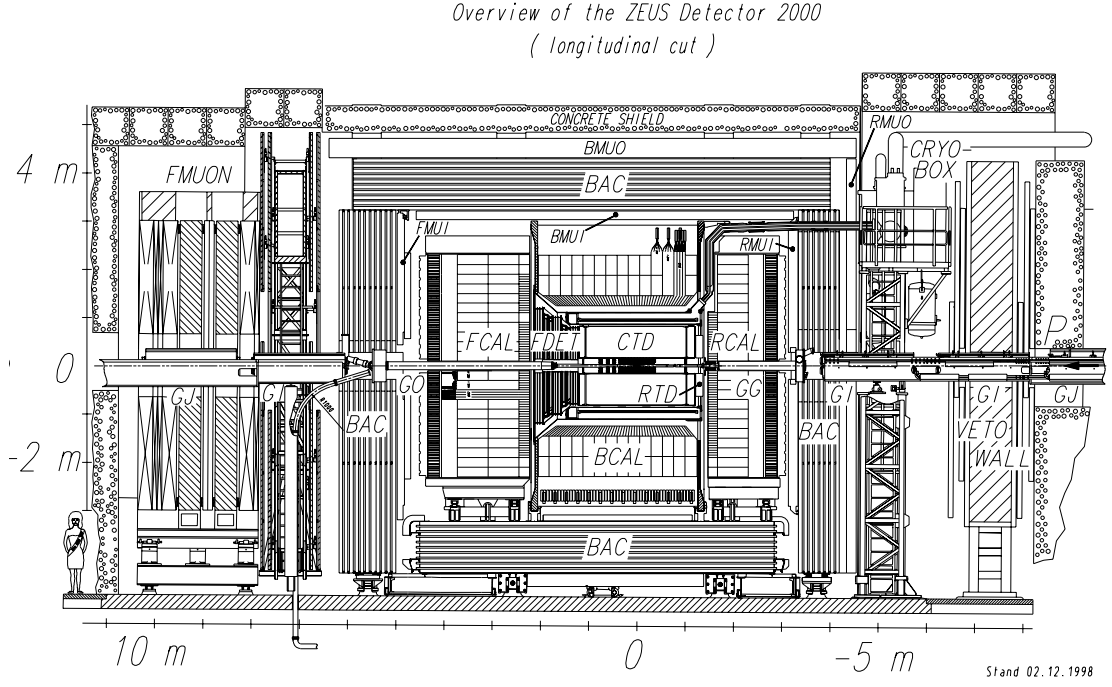 Overview of the ZEUS Detector 2000
( longitudinal cut )
CONCRETE SHIELD
RMUO
BMUO
CRYO-
BOX
4 m
FMUON
BAC
FMUI
BMUI
RMUI
P
0
FCAL
FDET
CTD
RCAL
GJ
GI
GO
RTD
GG
GI
GI
GJ
R1000
BAC
BAC
VETO
WALL
-2 m
BCAL
BAC
10 m
0
-5 m
Stand 02.12.1998